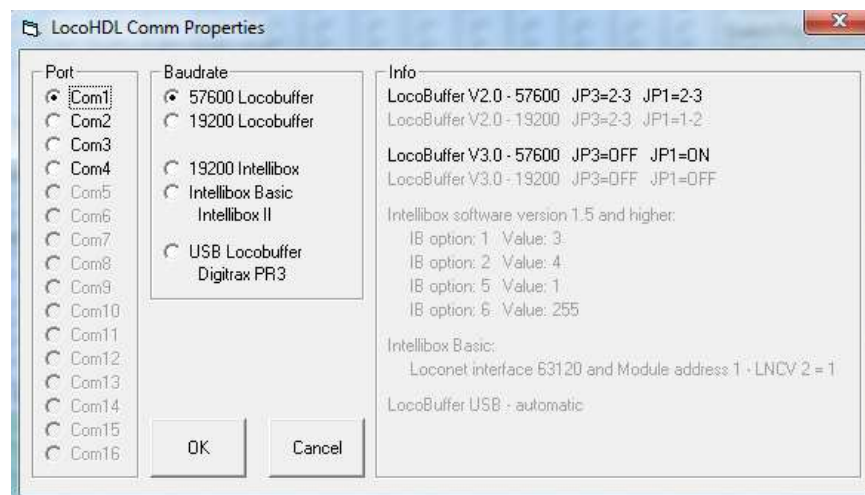 LocoHDL Comm Properties
Port
Com1
Com2
Com3
Com4
Com5
Com6
Com7
Com8
Com9
Com10
Com11
Com12
Com13
Com14
Com15
Com16
Baudrate
57600 Locobuffer
19200 Locobuffer
19200 Intellibox
Intellibox Basic
Intellibox II
USB Locobuffer
Digitrax PR3
OK
Cancel
Info
LocoBuffer V2.0 - 57600 JP3=2-3 JP1=2-3
LocoBuffer V2.0 - 19200 JP3=2-3 JP1=1-2
LocoBuffer V3.0 - 57600 JP3=OFF JP1=ON
LocoBuffer V3.0 - 19200 JP3=OFF JP1=OFF
Intellibox software version 1.5 and higher:
IB option: 1 Value: 3
IB option: 2 Value: 4
IB option: 5 Value: 1
IB option: 6 Value: 255
Intellibox Basic:
Loconet interface 63120 and Module address 1 - LNCV 2 = 1
LocoBuffer USB - automatic